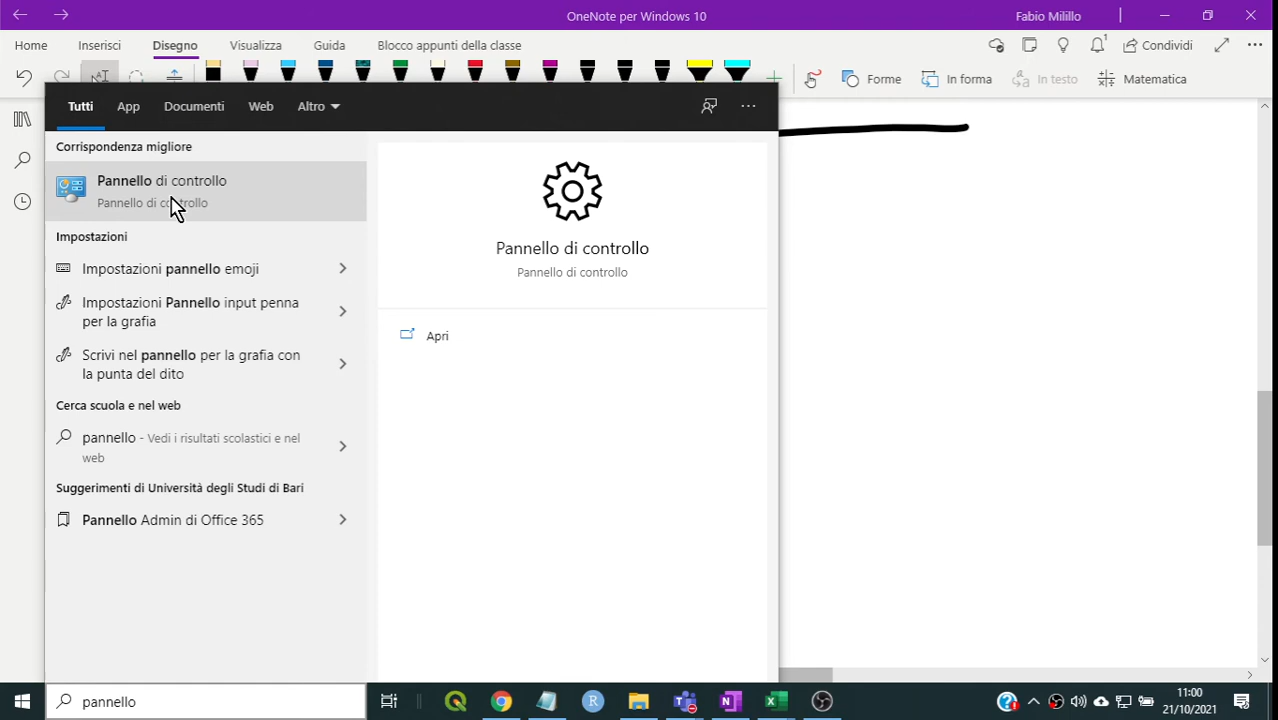 OneNote per Windows 10
Fabio Milillo
Home Inserisci Disegno Visualizza Guida Blocco appunti della classe
Condividi
Forme In forma In testo Matematica
Tutti App Documenti Web Altro
Corrispondenza migliore
Pannello di controllo
Pannello di controllo
Impostazioni
Impostazioni pannello emoji
Impostazioni Pannello input penna
per la grafia
Scrivi nel pannello per la grafia con
la punta del dito
Cerca scuola e nel web
pannello - Vedi i risultati scolastici e nel
web
Suggerimenti di Università degli Studi di Bari
Pannello Admin di Office 365
Pannello di controllo
Pannello di controllo
Apri
pannello
11:00
21/10/2021